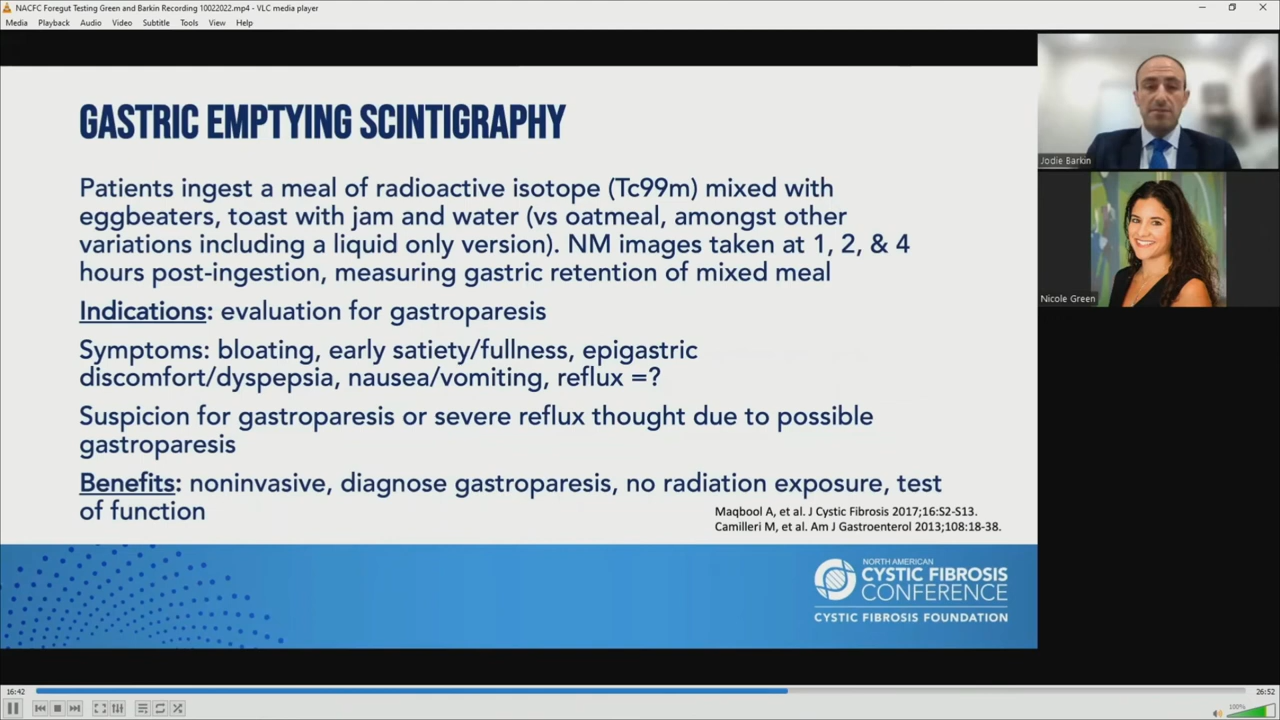 NACFC Foregut Testing Green and Barkin Recording 10022022.mp4 - VLC media player
Media Playback Audio Video Subtitle Tools View Help
GASTRIC EMPTYING SCINTIGRAPHY
Patients ingest a meal of radioactive isotope (Tc99m) mixed with
eggbeaters, toast with jam and water (vs oatmeal, amongst other
variations including a liquid only version). NM images taken at 1, 2, & 4
hours post-ingestion, measuring gastric retention of mixed meal
Indications: evaluation for gastroparesis
Symptoms: bloating, early satiety/fullness, epigastric
discomfort/dyspepsia, nausea/vomiting, reflux =?
Suspicion for gastroparesis or severe reflux thought due to possible
gastroparesis
Benefits: noninvasive, diagnose gastroparesis, no radiation exposure, test
of function
Maqbool A, et al. J Cystic Fibrosis 2017;16:S2-S13.
Camilleri M, et al. Am J Gastroenterol 2013;108:18-38.
NORTH AMERICAN
CYSTIC FIBROSIS
CONFERENCE
CYSTIC FIBROSIS FOUNDATION
Jodie Barkin
Nicole Green
16:42
26:52
100%